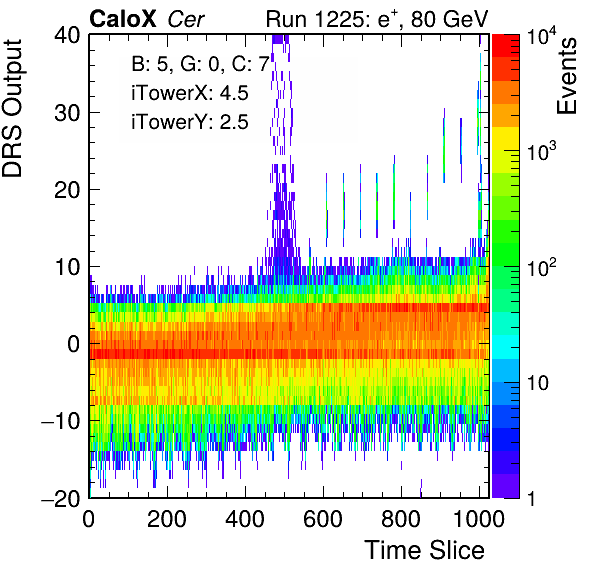 CaloX Cer Run 1225: e+, 80 GeV
DRS Output
Events
B: 5, G: 0, C: 7
iTowerX: 4.5
iTowerY: 2.5
40
30
20
10
0
−10
−20
0 200 400 600 800 1000
Time Slice
10^4
10^3
10^2
10
1